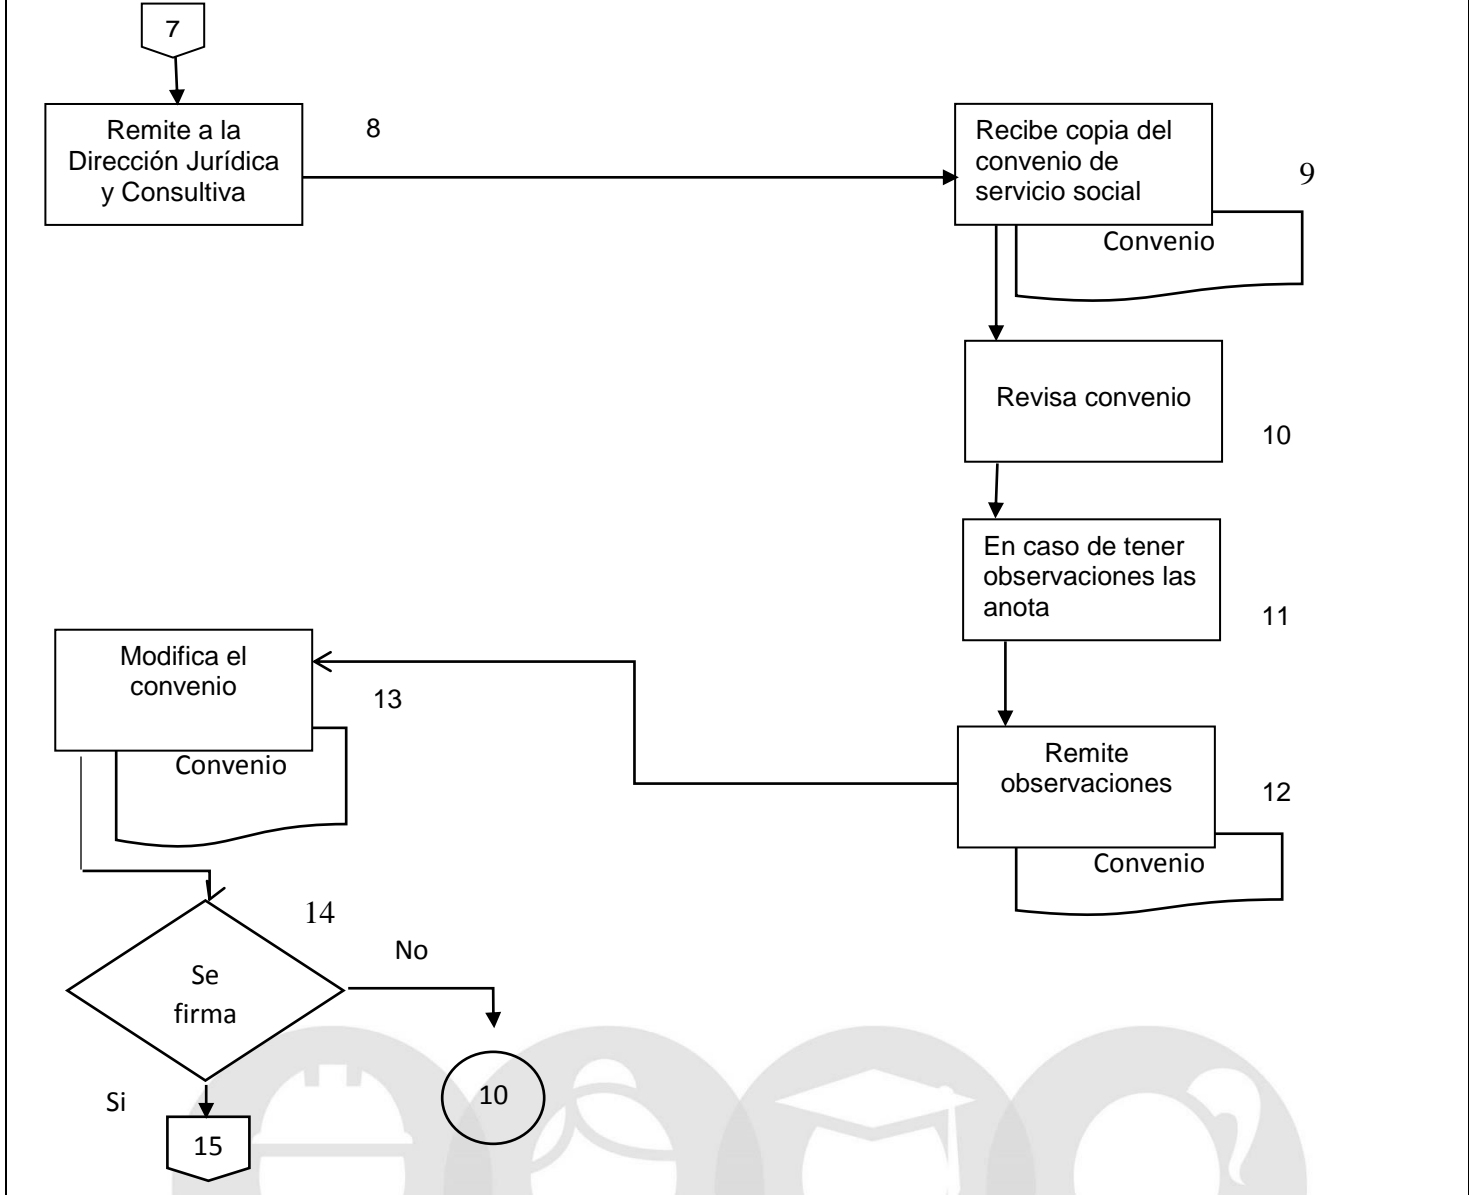 7
Remite a la
Dirección Jurídica
y Consultiva
8
Recibe copia del
convenio de
servicio social
9
Convenio
Revisa convenio
10
En caso de tener
observaciones las
anota
11
Remite
observaciones
12
Convenio
Modifica el
convenio
13
Convenio
14
Se
firma
No
10
Si
15